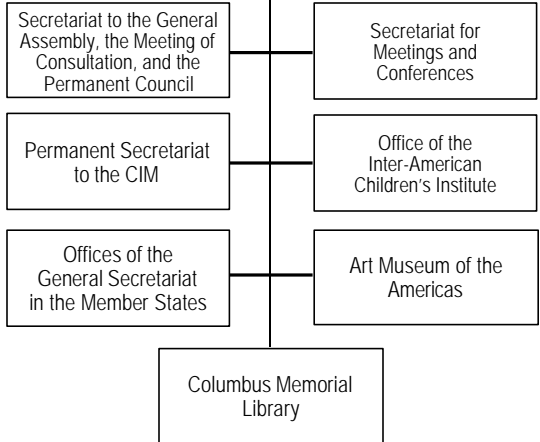 Secretariat to the General
Assembly, the Meeting of
Consultation, and the
Permanent Council
Secretariat for
Meetings and
Conferences
Permanent Secretariat
to the CIM
Office of the
Inter-American
Children's Institute
Offices of the
General Secretariat
in the Member States
Art Museum of the
Americas
Columbus Memorial
Library